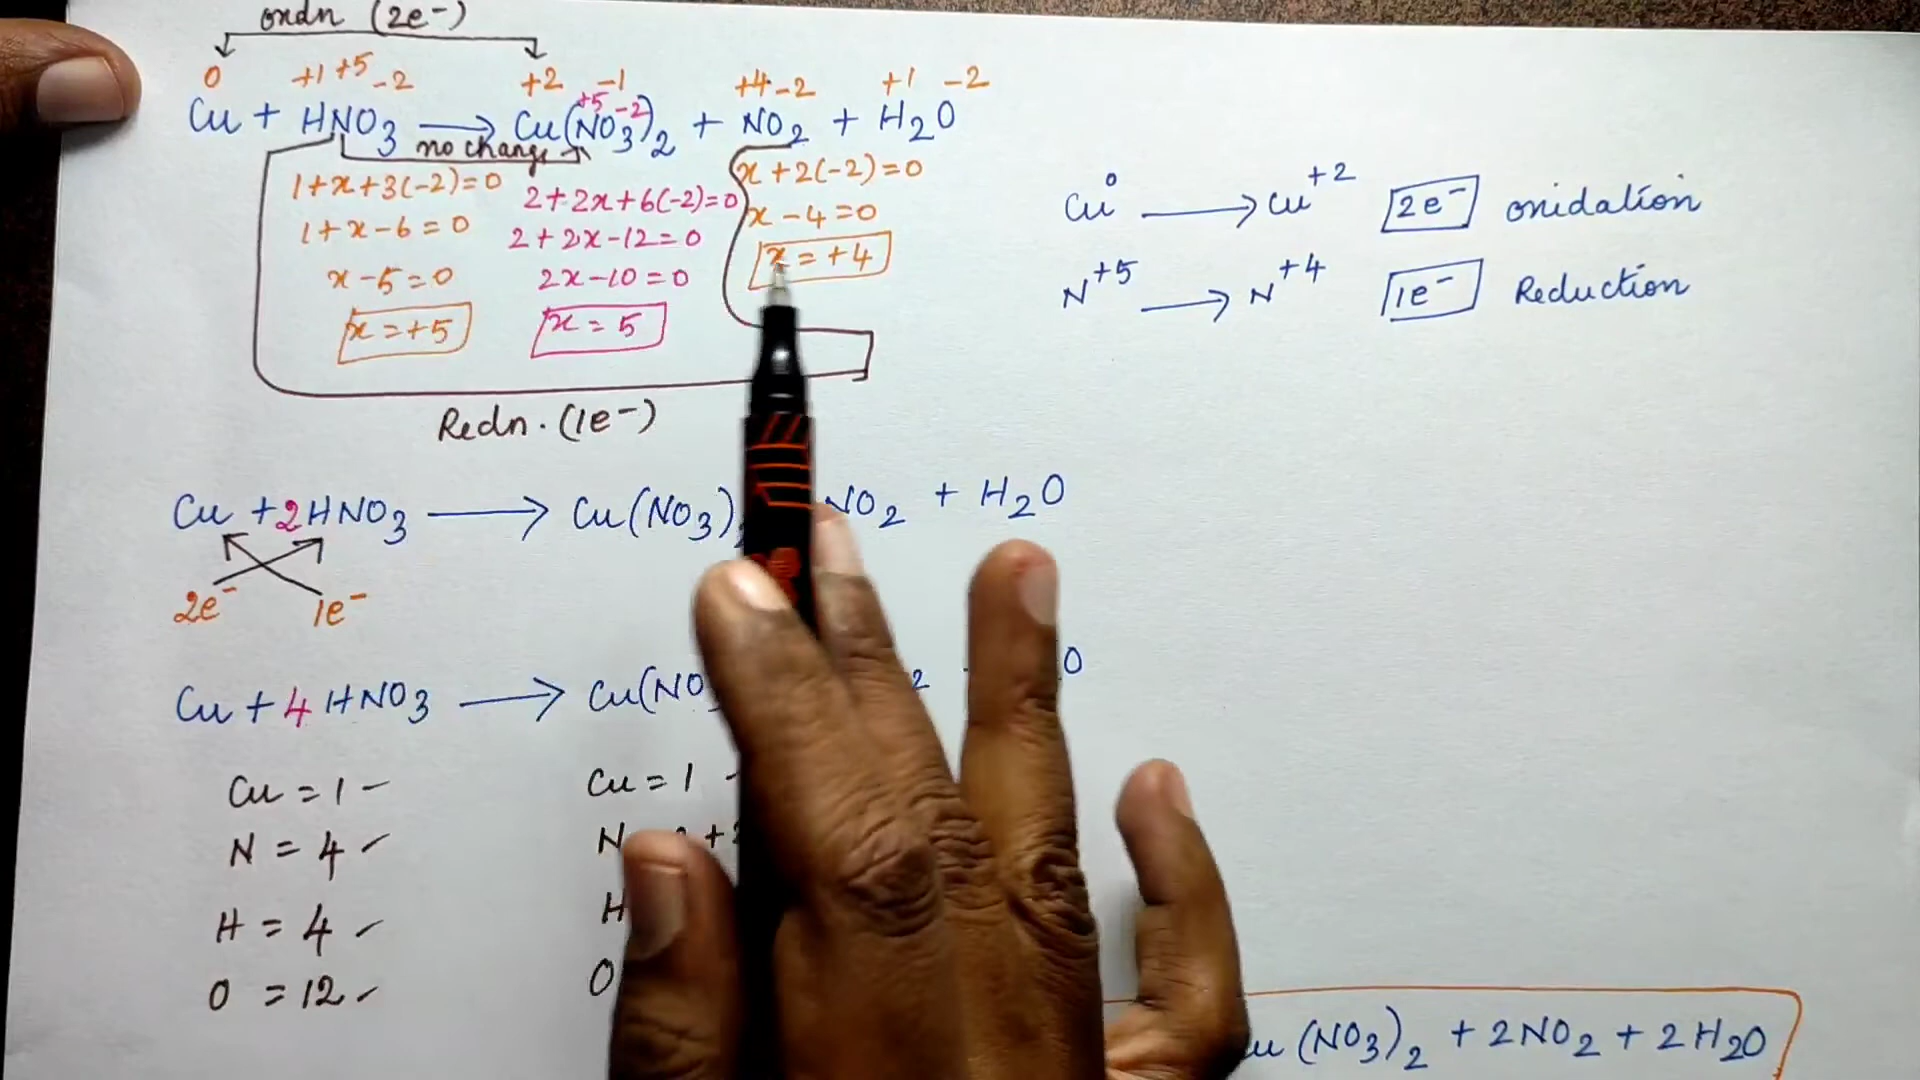 oxdn (2e-)
0 +1 +5 -2 +2 -1 +4 -2 +1 -2
+5 -2
Cu + HNO3 → Cu(NO3)2 + NO2 + H2O
no change
1+x+3(-2)=0
1+x-6=0
x-5=0
x=+5
2+2x+6(-2)=0
2+2x-12=0
2x-10=0
x=5
x+2(-2)=0
x-4=0
x=+4
Redn. (1e-)
Cu0 → Cu+2 2e- oxidation
N+5 → N+4 1e- Reduction
Cu + 2HNO3 → Cu(NO3) NO2 + H2O
2e- 1e-
Cu + 4HNO3 → Cu(NO 2 O
Cu = 1 -
N = 4
H = 4
O = 12
Cu = 1 -
N +
H
O
(NO3)2 + 2NO2 + 2H2O